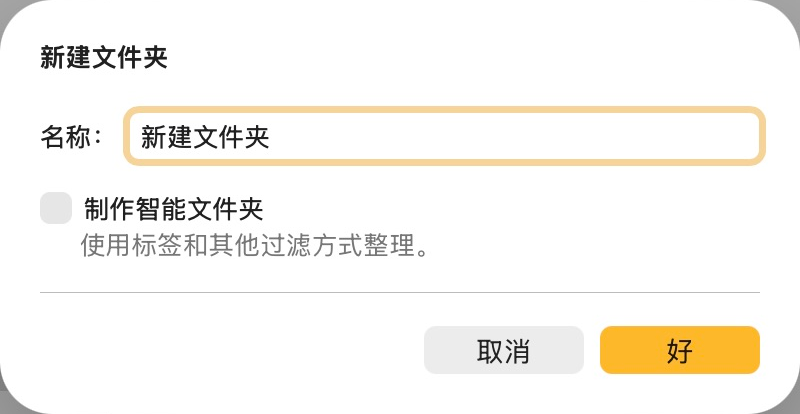 新建文件夹
名称：
新建文件夹
制作智能文件夹
使用标签和其他过滤方式整理。
取消
好